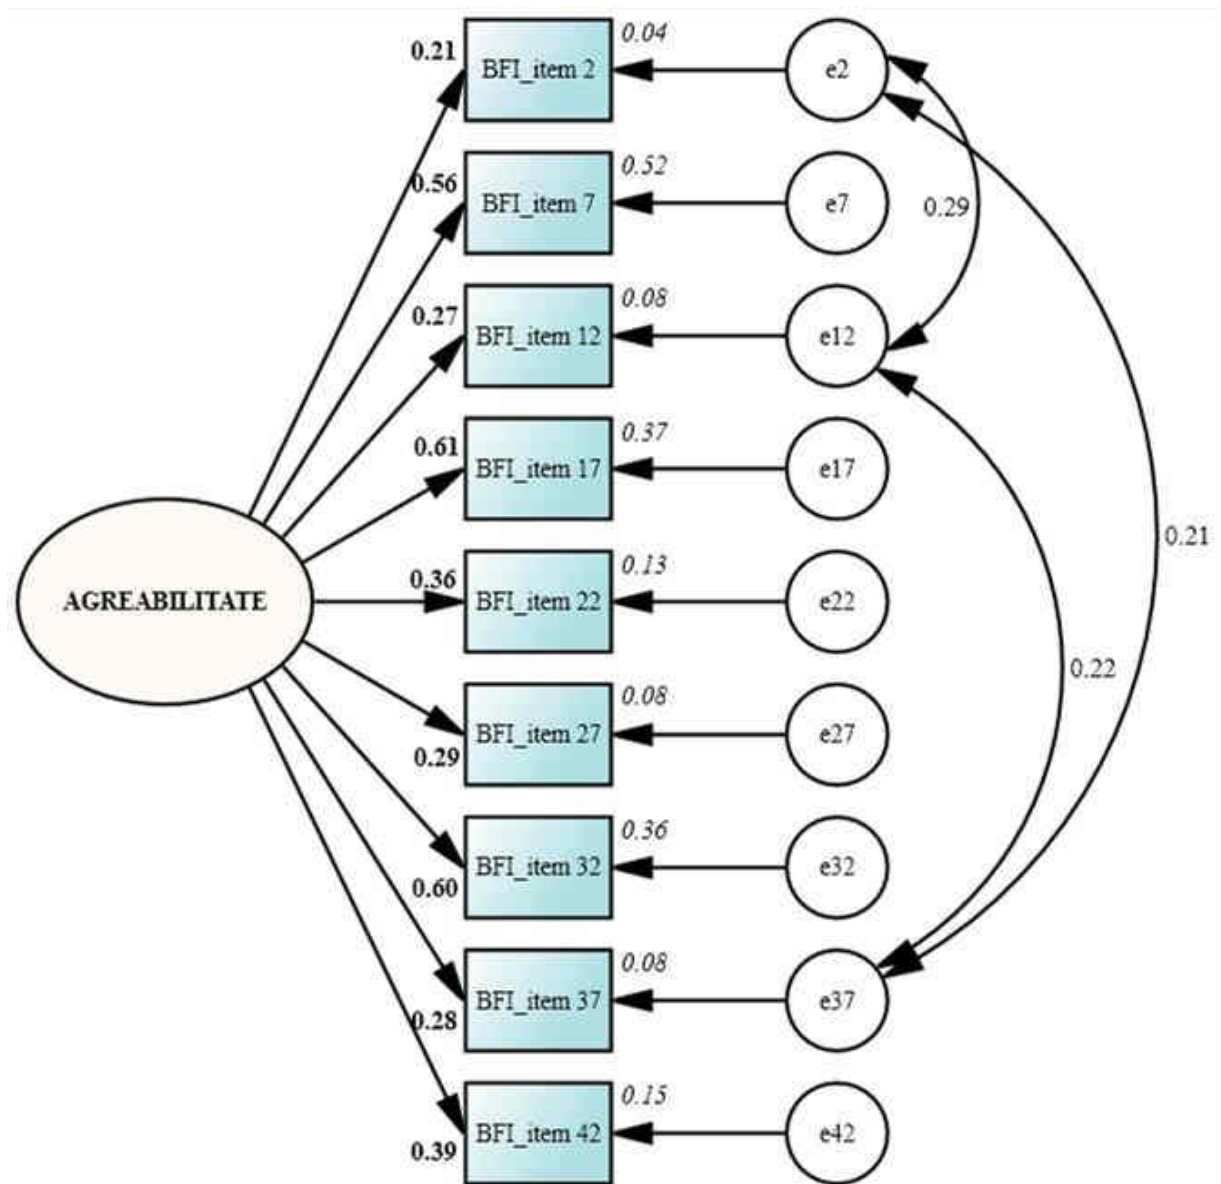 0.21
BFI_item 2
0.04
e2
0.56
BFI_item 7
0.52
e7
0.29
0.27
BFI_item 12
0.08
e12
0.61
BFI_item 17
0.37
e17
0.21
AGREABILITATE
0.36
BFI_item 22
0.13
e22
0.22
0.29
BFI_item 27
0.08
e27
0.60
BFI_item 32
0.36
e32
0.28
BFI_item 37
0.08
e37
0.39
BFI_item 42
0.15
e42